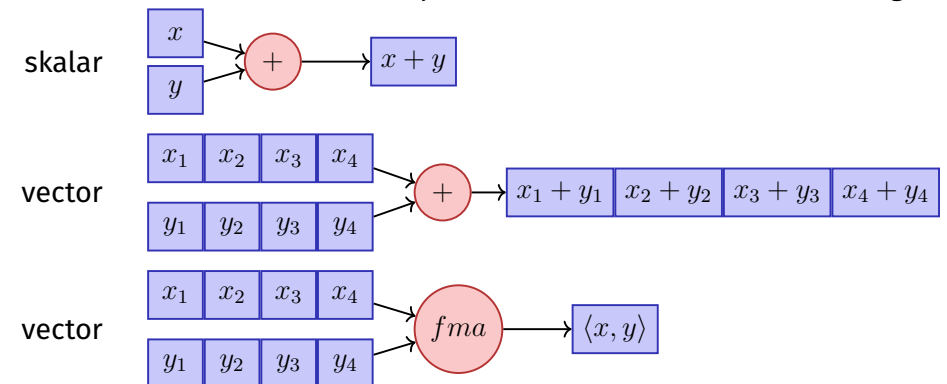 x
skalar + x + y
y
x₁ x₂ x₃ x₄
vector + x₁ + y₁ x₂ + y₂ x₃ + y₃ x₄ + y₄
y₁ y₂ y₃ y₄
x₁ x₂ x₃ x₄
vector fma ⟨x, y⟩
y₁ y₂ y₃ y₄